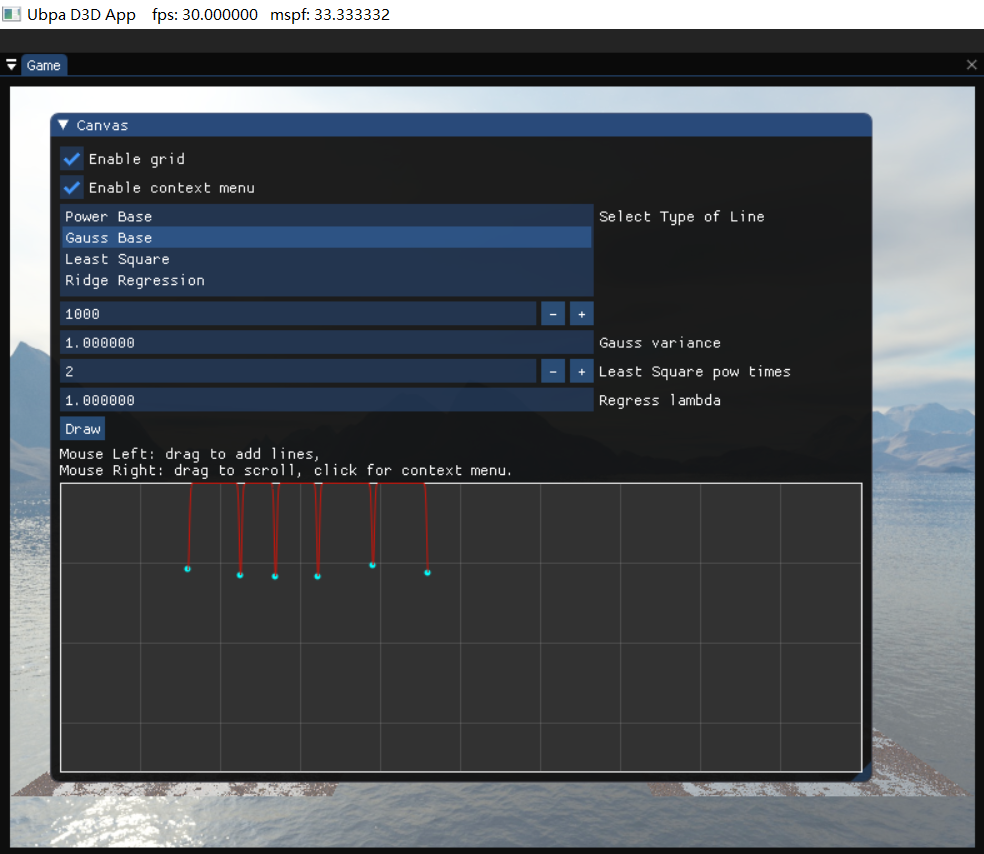 Ubpa D3D App fps: 30.000000 mspf: 33.333332
Game
Canvas
Enable grid
Enable context menu
Power Base Select Type of Line
Gauss Base
Least Square
Ridge Regression
1000 - +
1.000000 Gauss variance
2 - + Least Square pow times
1.000000 Regress lambda
Draw
Mouse Left: drag to add lines,
Mouse Right: drag to scroll, click for context menu.